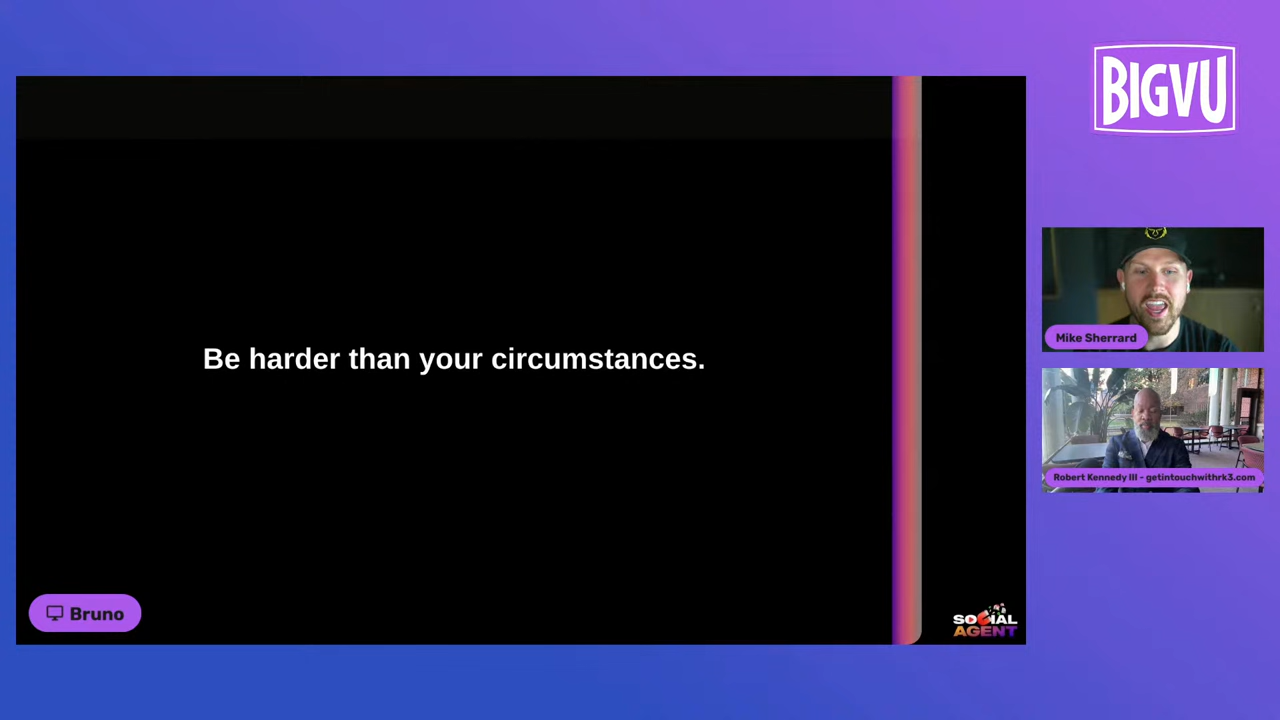 BIGVU
Be harder than your circumstances.
Mike Sherrard
Robert Kennedy III - getintouchwithrk3.com
Bruno
SOCIAL
AGENT